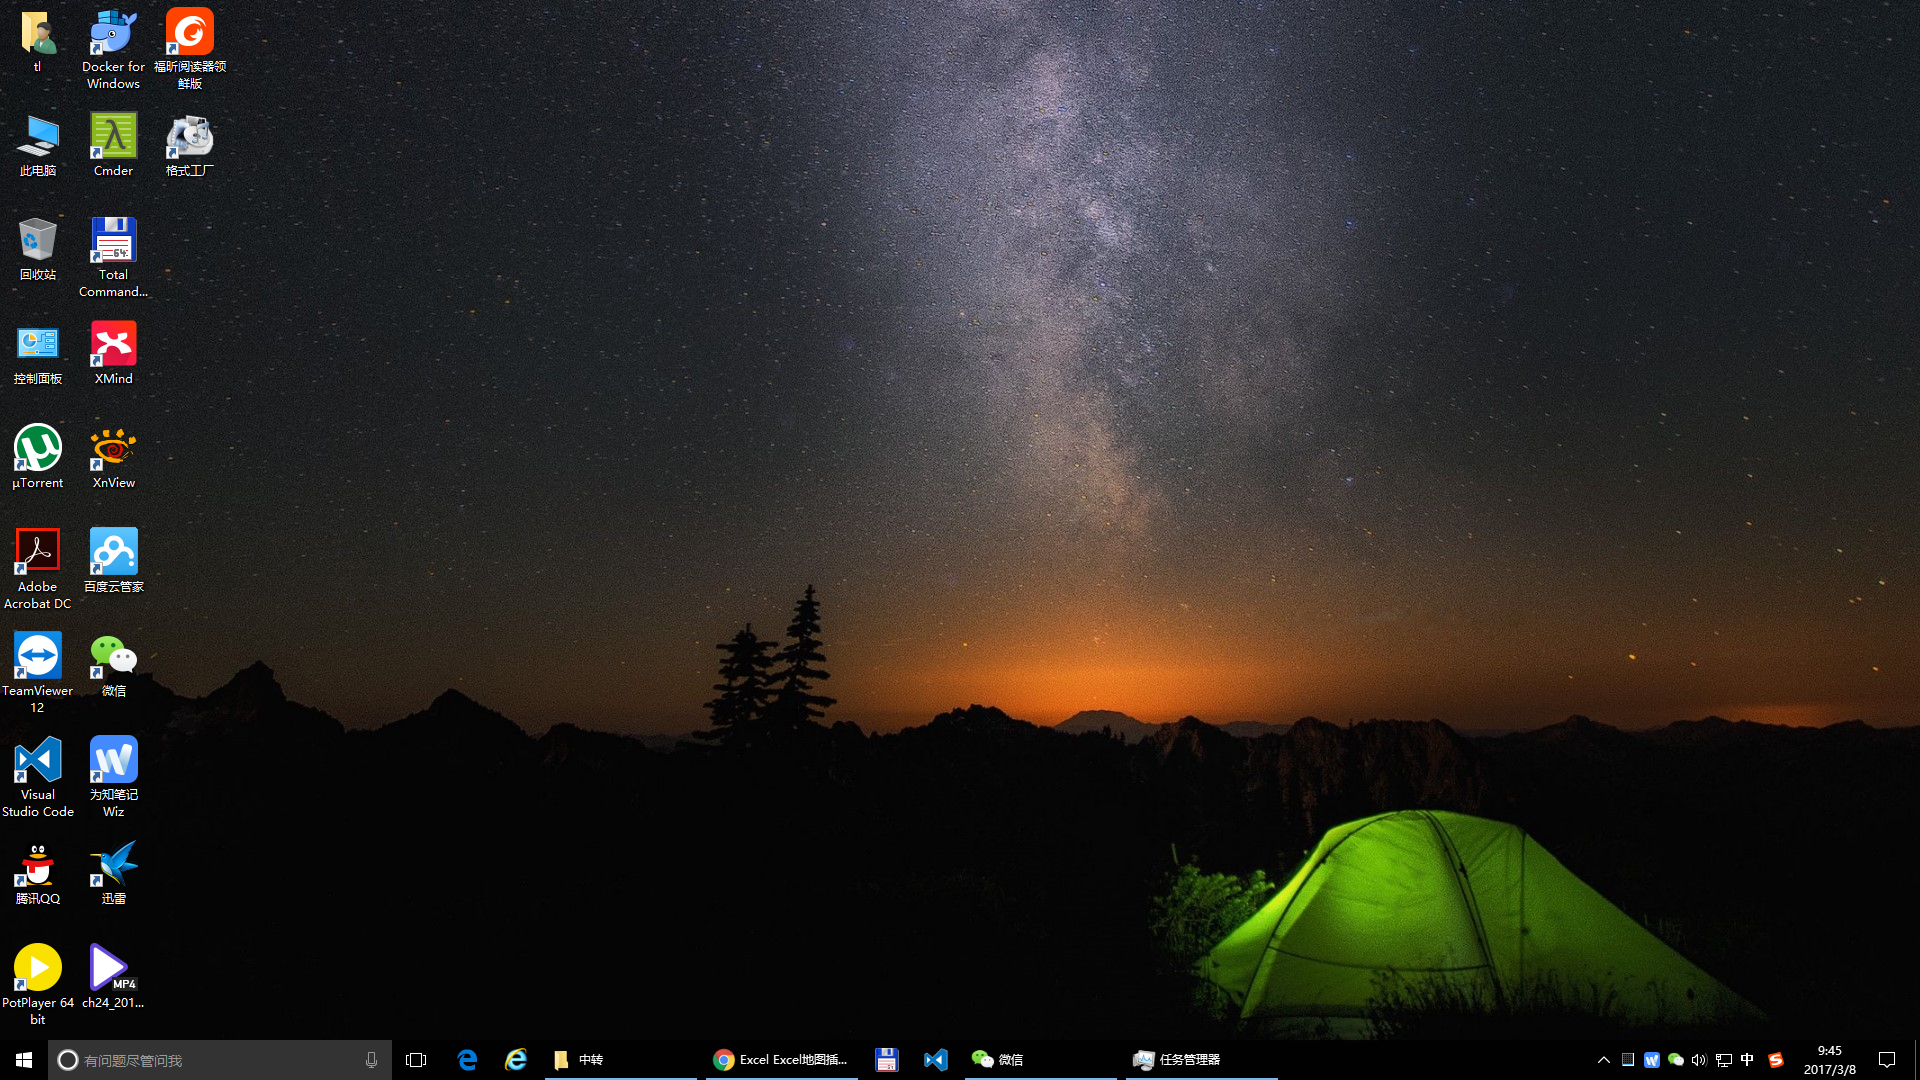 tl
Docker for
Windows
福昕阅读器领
鲜版
此电脑
Cmder
格式工厂
回收站
64
Total
Command...
控制面板
XMind
µTorrent
XnView
Adobe
Acrobat DC
百度云管家
TeamViewer
12
微信
Visual
Studio Code
为知笔记
Wiz
腾讯QQ
迅雷
PotPlayer 64
bit
MP4
ch24_201...
有问题尽管问我
中转
Excel Excel地图插...
微信
任务管理器
中
9:45
2017/3/8